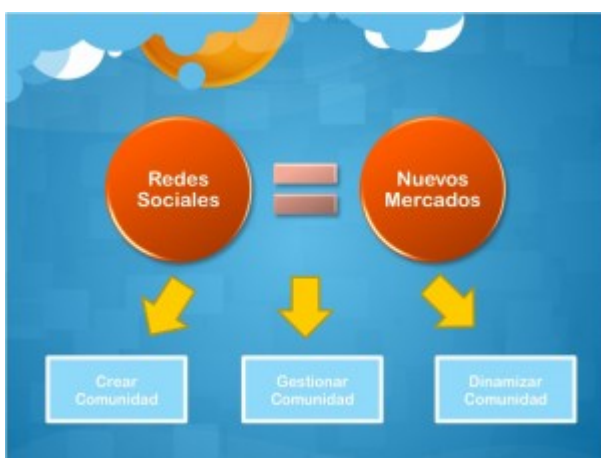 Redes
Sociales
Nuevos
Mercados
Crear
Comunidad
Gestionar
Comunidad
Dinamizar
Comunidad